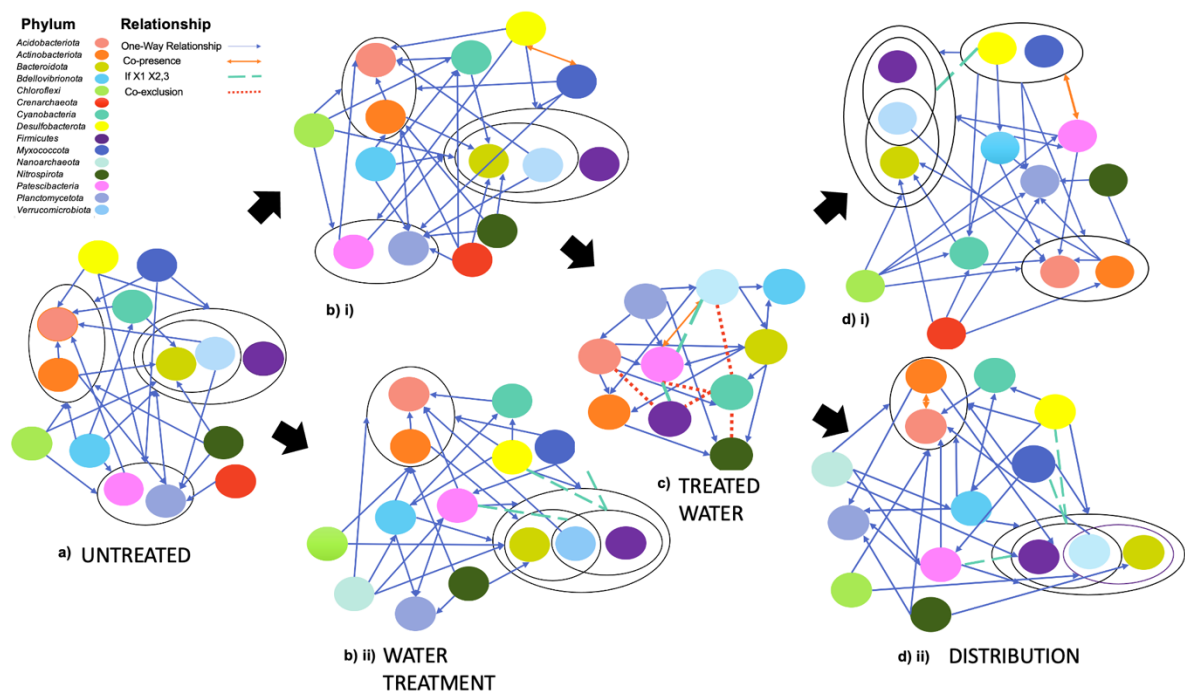 Phylum
Relationship
Acidobacteriota
Actinobacteriota
Bacteroidota
Bdellovibrionota
Chloroflexi
Crenarchaeota
Cyanobacteria
Desulfobacterota
Firmicutes
Myxococcota
Nanoarchaeota
Nitrospirota
Patescibacteria
Planctomycetota
Verrucomicrobiota
One-Way Relationship
Co-presence
If X1 X2,3
Co-exclusion
a) UNTREATED
b) i)
b) ii) WATER
TREATMENT
c) TREATED
WATER
d) i)
d) ii) DISTRIBUTION